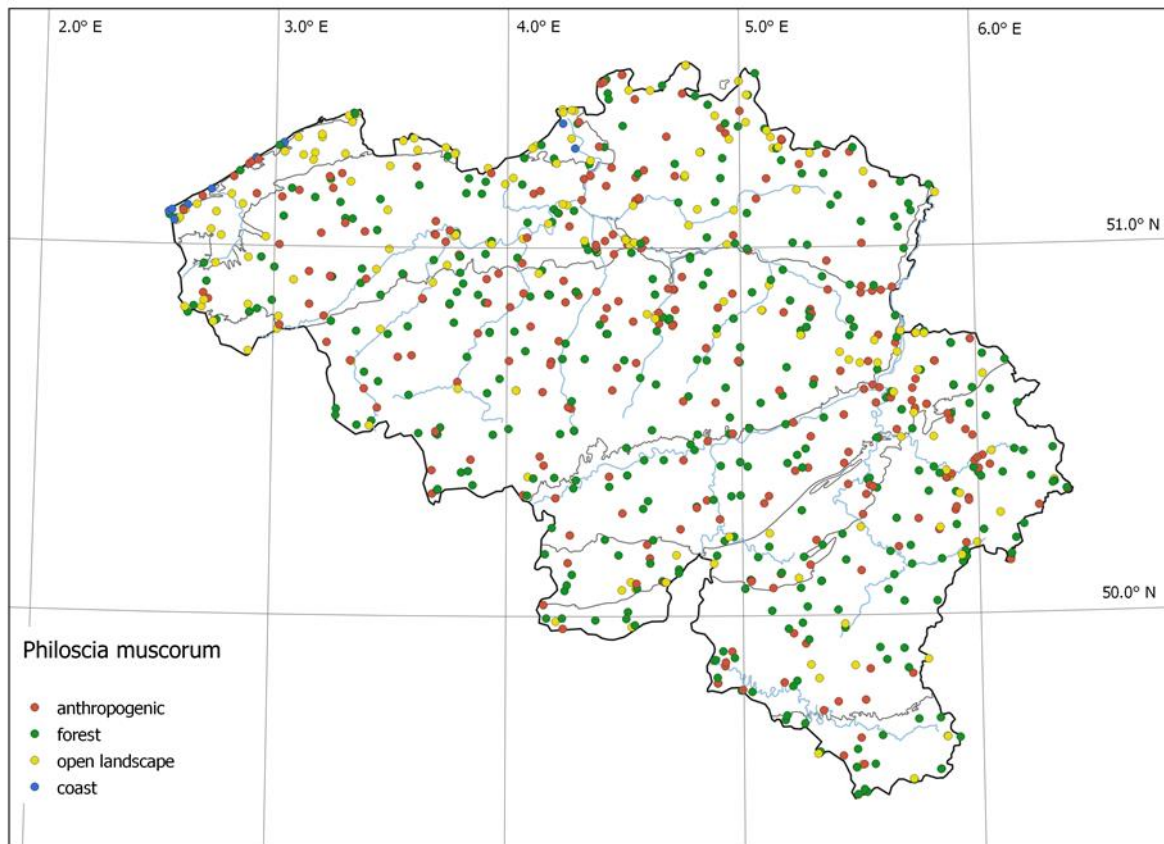 2.0° E
3.0° E
4.0° E
5.0° E
6.0° E
51.0° N
50.0° N
Philoscia muscorum
anthropogenic
forest
open landscape
coast